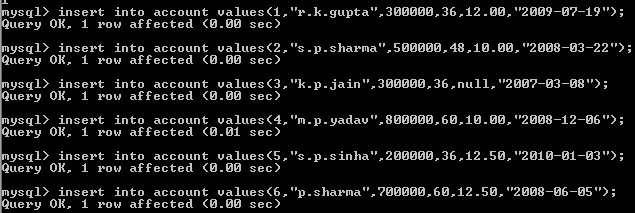 mysql> insert into account values(1,"r.k.gupta",300000,36,12.00,"2009-07-19");
Query OK, 1 row affected (0.00 sec)
mysql> insert into account values(2,"s.p.sharma",500000,48,10.00,"2008-03-22");
Query OK, 1 row affected (0.00 sec)
mysql> insert into account values(3,"k.p.jain",300000,36,null,"2007-03-08");
Query OK, 1 row affected (0.00 sec)
mysql> insert into account values(4,"m.p.yadav",800000,60,10.00,"2008-12-06");
Query OK, 1 row affected (0.01 sec)
mysql> insert into account values(5,"s.p.sinha",200000,36,12.50,"2010-01-03");
Query OK, 1 row affected (0.00 sec)
mysql> insert into account values(6,"p.sharma",700000,60,12.50,"2008-06-05");
Query OK, 1 row affected (0.00 sec)